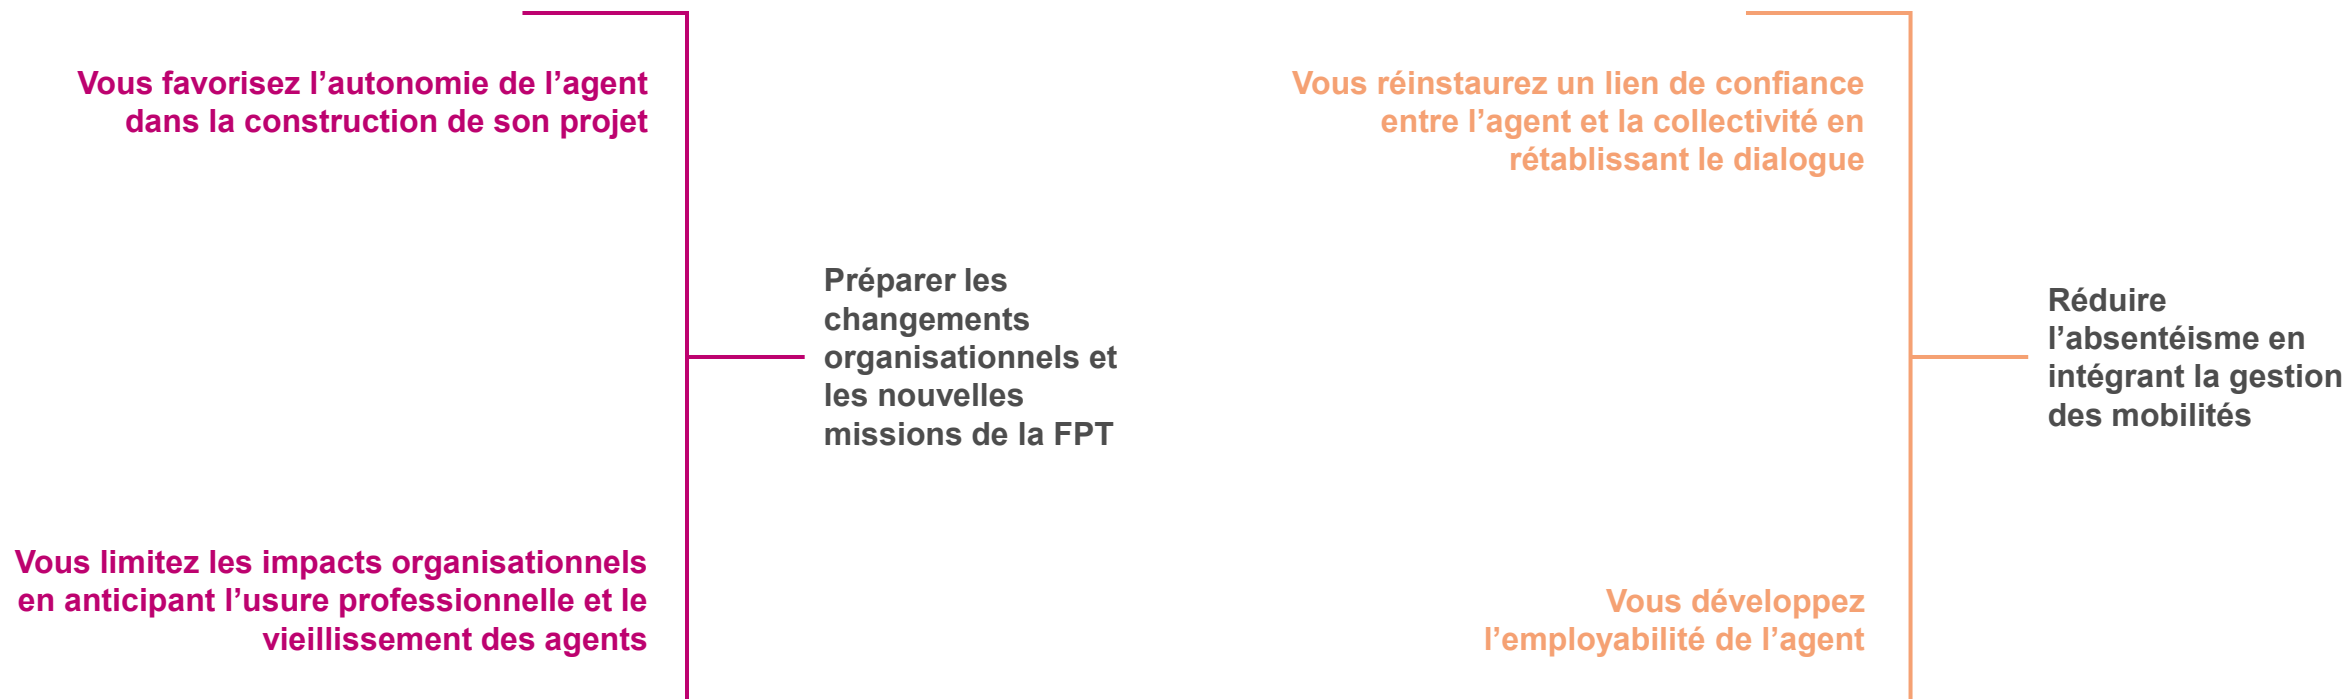 Vous favorisez l’autonomie de l’agent
dans la construction de son projet
Préparer les
changements
organisationnels et
les nouvelles
missions de la FPT
Vous limitez les impacts organisationnels
en anticipant l’usure professionnelle et le
vieillissement des agents
Vous réinstaurez un lien de confiance
entre l’agent et la collectivité en
rétablissant le dialogue
Réduire
l’absentéisme en
intégrant la gestion
des mobilités
Vous développez
l’employabilité de l’agent